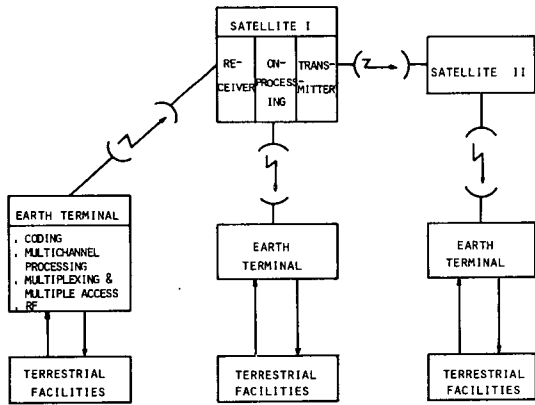 SATELLITE I
RE-
CEIVER
ON-
PROCESS-
ING
TRANS-
MITTER
SATELLITE II
EARTH TERMINAL
. CODING
. MULTICHANNEL
PROCESSING
. MULTIPLEXING &
MULTIPLE ACCESS
. RF
EARTH
TERMINAL
EARTH
TERMINAL
TERRESTRIAL
FACILITIES
TERRESTRIAL
FACILITIES
TERRESTRIAL
FACILITIES